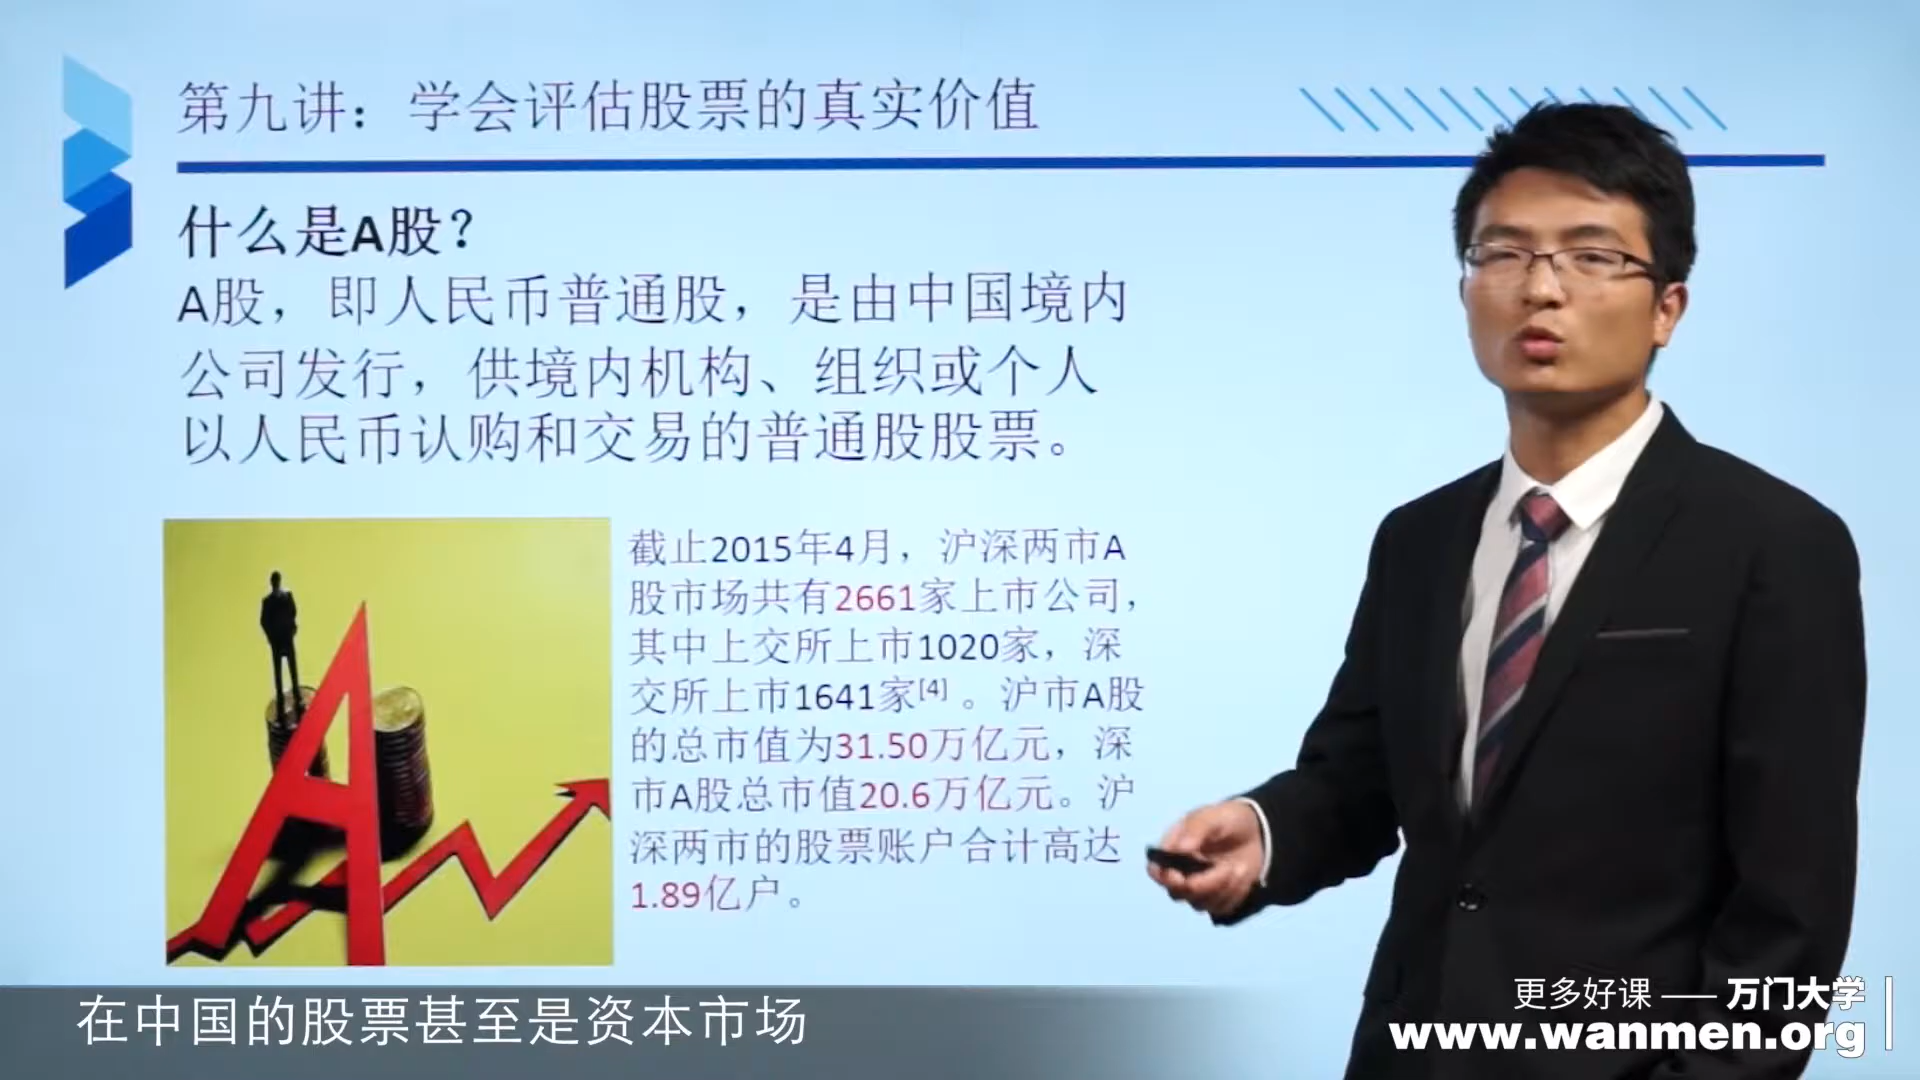 第九讲：学会评估股票的真实价值
什么是A股？
A股，即人民币普通股，是由中国境内
公司发行，供境内机构、组织或个人
以人民币认购和交易的普通股股票。
截止2015年4月，沪深两市A
股市场共有2661家上市公司，
其中上交所上市1020家，深
交所上市1641家[4] 。沪市A股
的总市值为31.50万亿元，深
市A股总市值20.6万亿元。沪
深两市的股票账户合计高达
1.89亿户。
在中国的股票甚至是资本市场
更多好课 —— 万门大学
www.wanmen.org